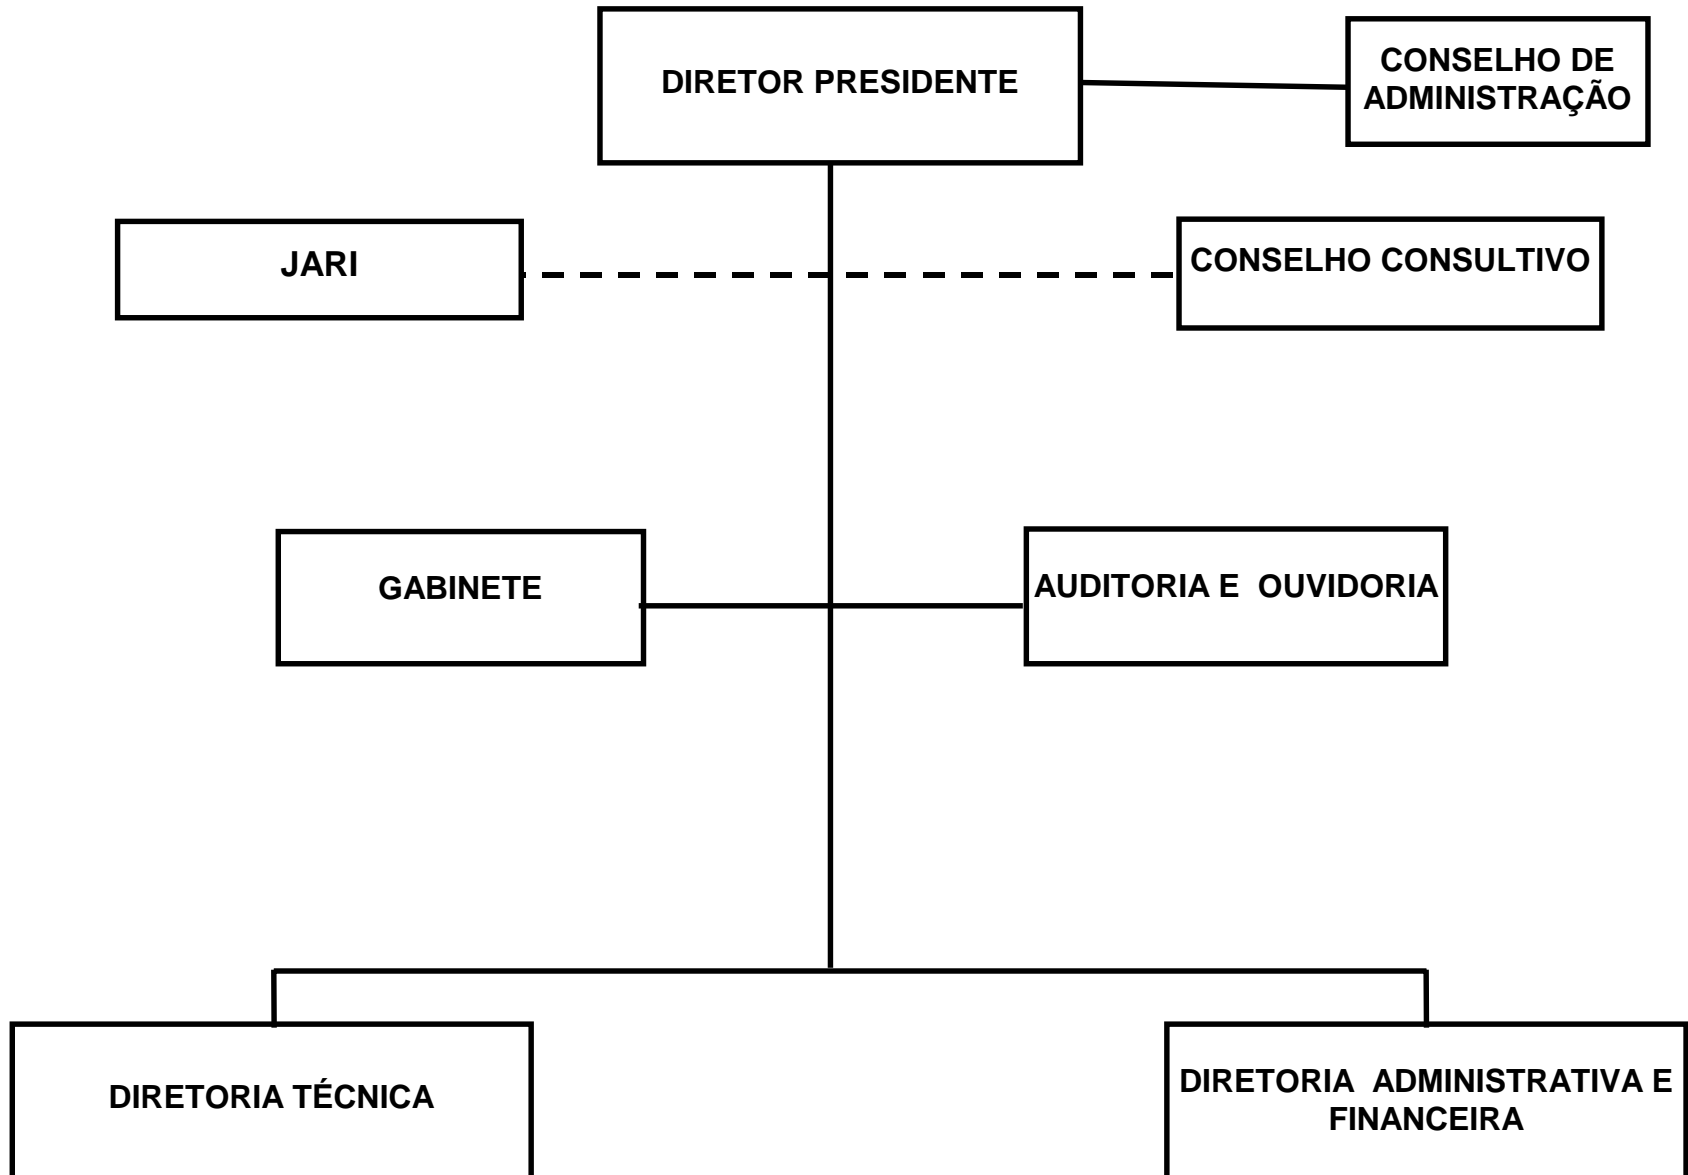 DIRETOR PRESIDENTE
CONSELHO DE
ADMINISTRAÇÃO
JARI
CONSELHO CONSULTIVO
GABINETE
AUDITORIA E  OUVIDORIA
DIRETORIA TÉCNICA
DIRETORIA  ADMINISTRATIVA E
FINANCEIRA